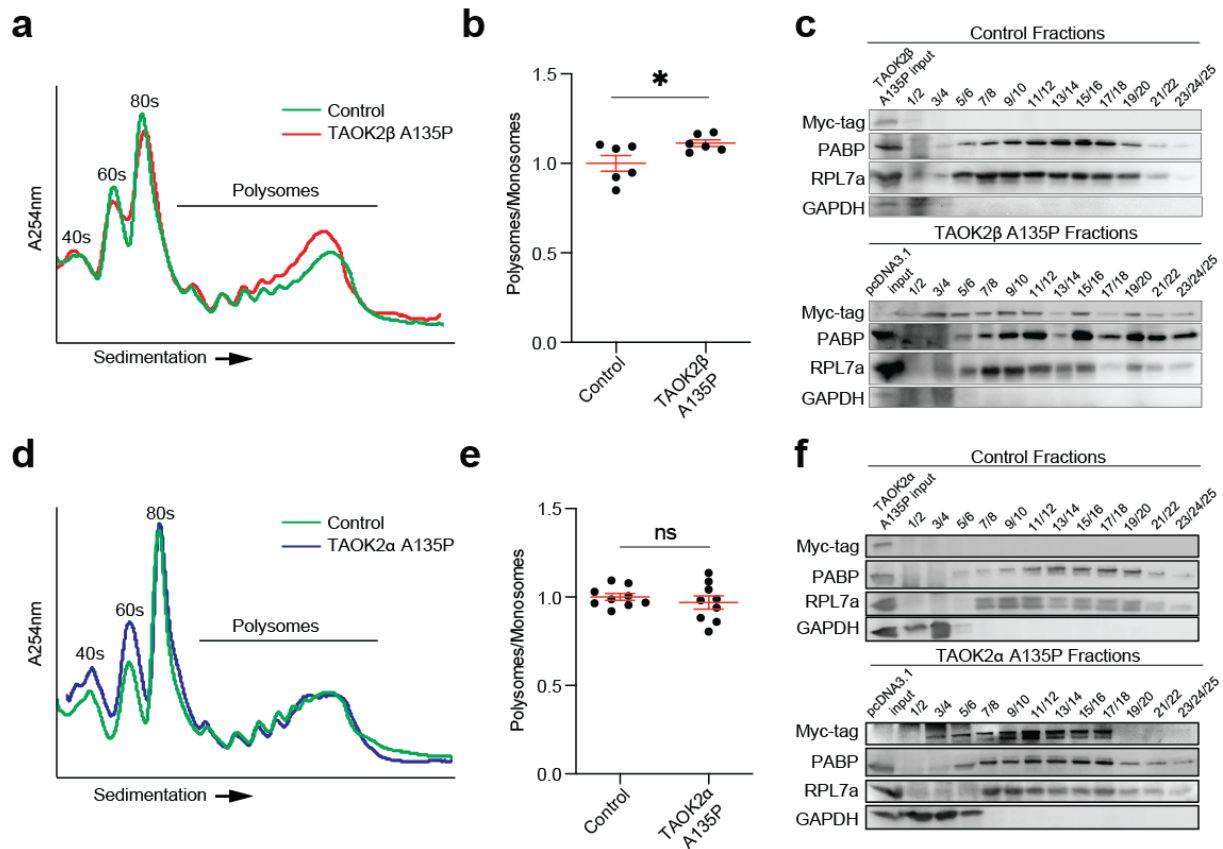 a
80s
Control
TAOK2β A135P
60s
40s
Polysomes
A254nm
Sedimentation
b
1.5
*
1.0
0.5
0.0
Polysomes/Monosomes
Control
TAOK2β
A135P
c
Control Fractions
TAOK2β
A135P input
1/2
3/4
5/6
7/8
9/10
11/12
13/14
15/16
17/18
19/20
21/22
23/24/25
Myc-tag
PABP
RPL7a
GAPDH
TAOK2β A135P Fractions
pcDNA3.1
input
1/2
3/4
5/6
7/8
9/10
11/12
13/14
15/16
17/18
19/20
21/22
23/24/25
Myc-tag
PABP
RPL7a
GAPDH
d
80s
Control
TAOK2α A135P
60s
40s
Polysomes
A254nm
Sedimentation
e
1.5
ns
1.0
0.5
0.0
Polysomes/Monosomes
Control
TAOK2α
A135P
f
Control Fractions
TAOK2α
A135P input
1/2
3/4
5/6
7/8
9/10
11/12
13/14
15/16
17/18
19/20
21/22
23/24/25
Myc-tag
PABP
RPL7a
GAPDH
TAOK2α A135P Fractions
pcDNA3.1
input
1/2
3/4
5/6
7/8
9/10
11/12
13/14
15/16
17/18
19/20
21/22
23/24/25
Myc-tag
PABP
RPL7a
GAPDH